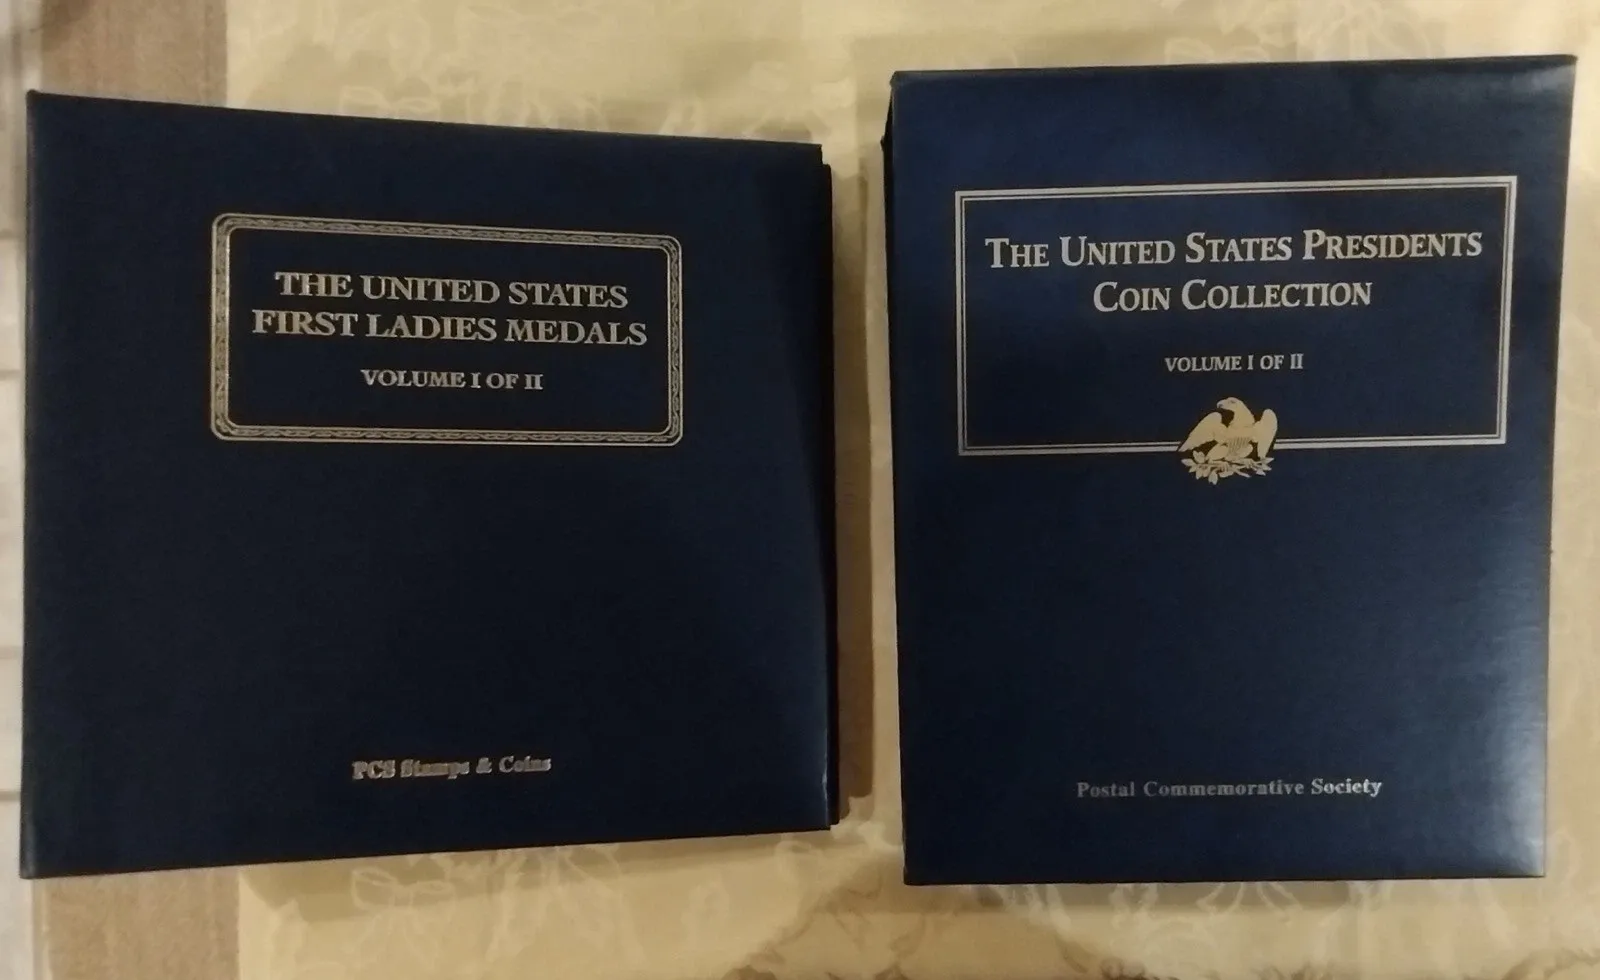 THE UNITED STATES
FIRST LADIES MEDALS
VOLUME I OF II
PCS Stamps & Coins
THE UNITED STATES PRESIDENTS
COIN COLLECTION
VOLUME I OF II
Postal Commemorative Society